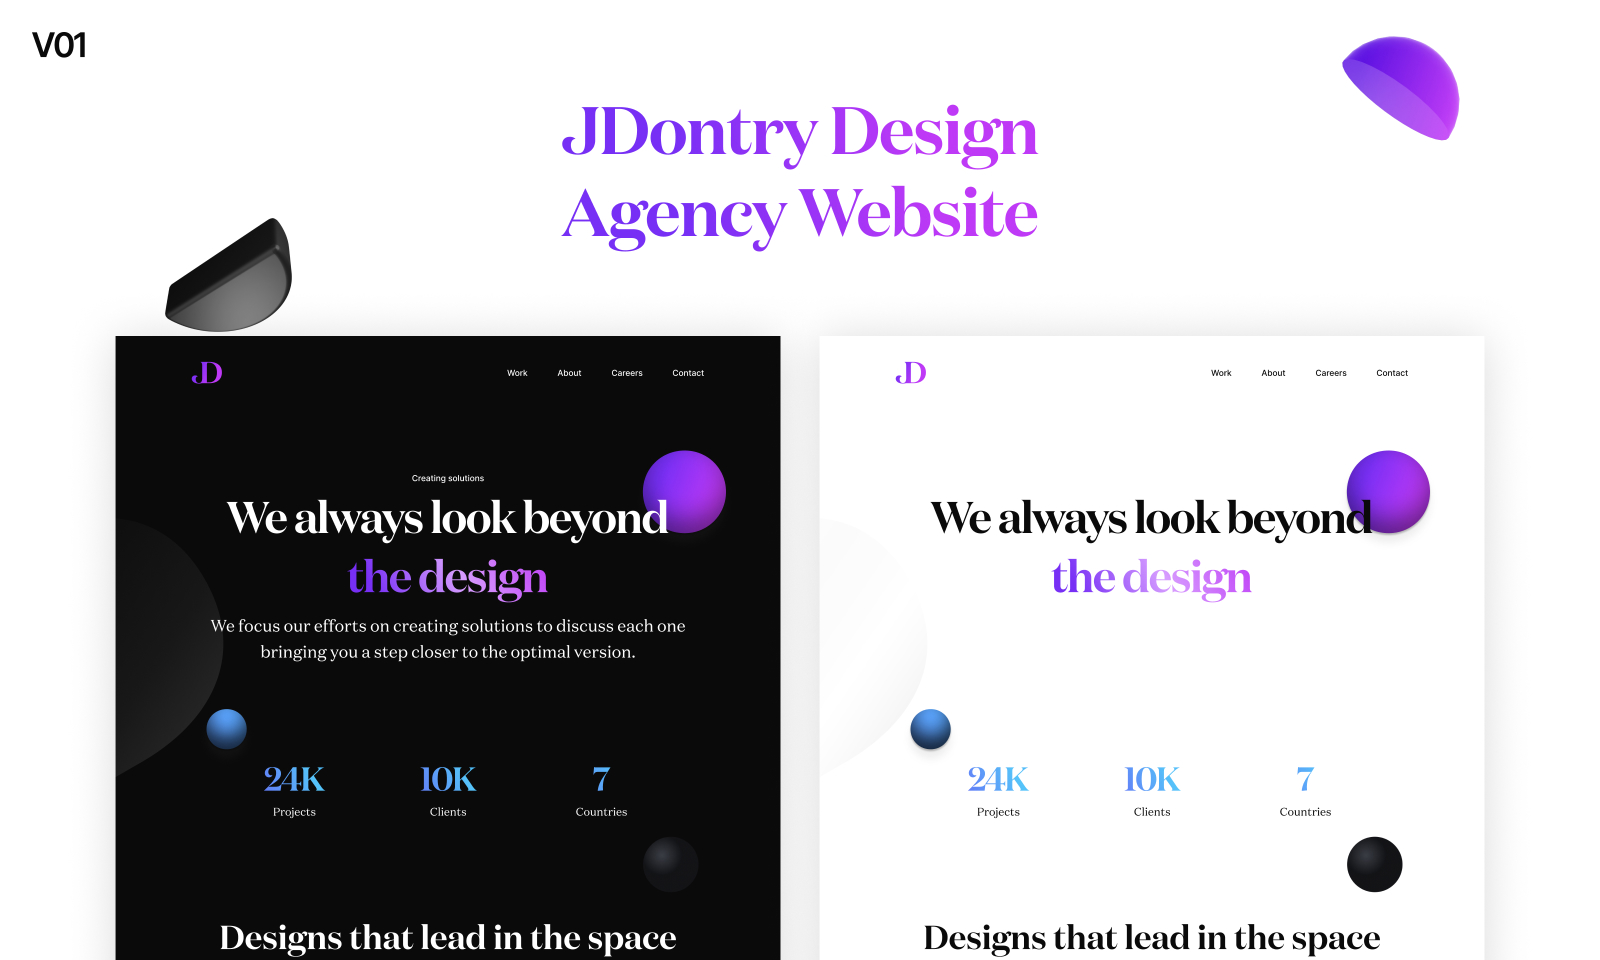 V01
JDontry Design
Agency Website
JD
Work About Careers Contact
Creating solutions
We always look beyond
the design
We focus our efforts on creating solutions to discuss each one
bringing you a step closer to the optimal version.
24K 10K 7
Projects Clients Countries
Designs that lead in the space
JD
Work About Careers Contact
We always look beyond
the design
24K 10K 7
Projects Clients Countries
Designs that lead in the space